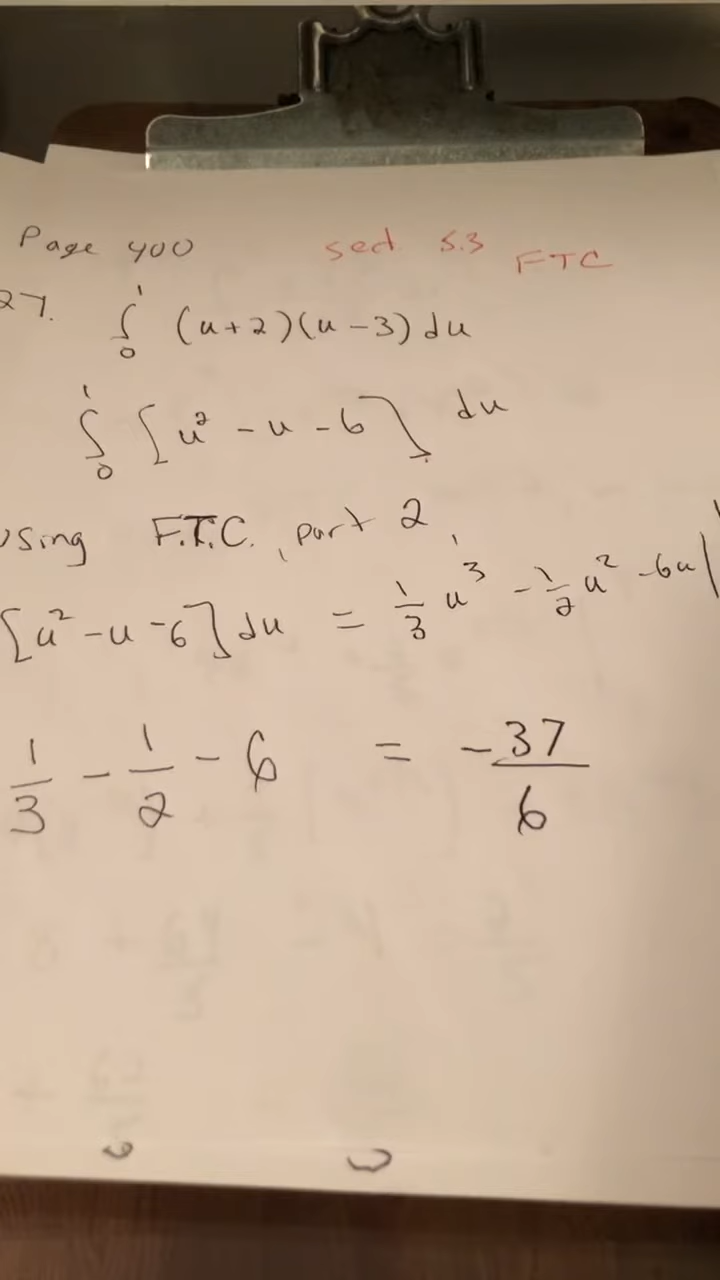 Page 400 sect 5.3 FTC
27. ∫₀¹ (u+2)(u-3) du
∫₀¹ [u² - u - 6] du
using F.T.C., part 2,
[u² - u - 6] du = 1/3 u³ - 1/2 u² - 6u |
1/3 - 1/2 - 6 = -37/6